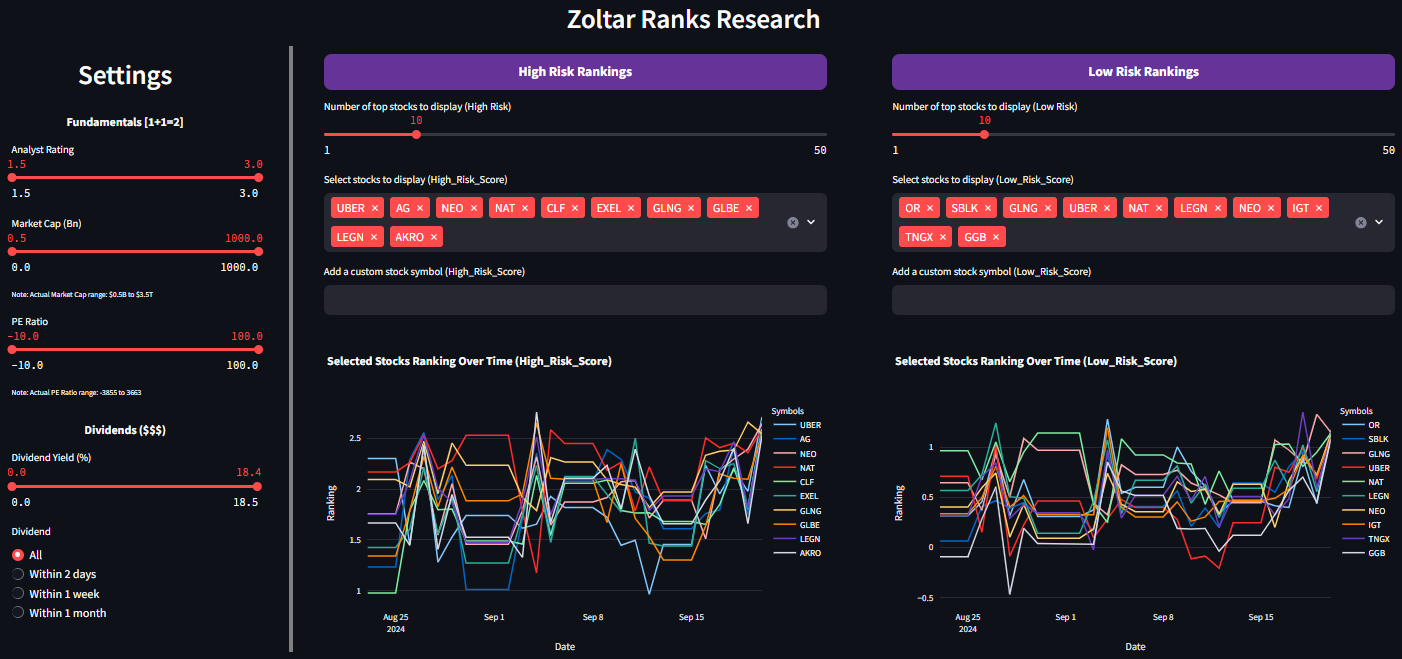 Zoltar Ranks Research
Settings
Fundamentals [1+1=2]
Analyst Rating
1.5 3.0
1.5 3.0
Market Cap (Bn)
0.5 1000.0
0.0 1000.0
Note: Actual Market Cap range: $0.5B to $3.5T
PE Ratio
−10.0 100.0
−10.0 100.0
Note: Actual PE Ratio range: -3855 to 3663
Dividends ($$$)
Dividend Yield (%)
0.0 18.4
0.0 18.5
Dividend
All
Within 2 days
Within 1 week
Within 1 month
High Risk Rankings
Number of top stocks to display (High Risk)
10
1 50
Select stocks to display (High_Risk_Score)
UBER × AG × NEO × NAT × CLF × EXEL × GLNG × GLBE ×
LEGN × AKRO ×
Add a custom stock symbol (High_Risk_Score)
Selected Stocks Ranking Over Time (High_Risk_Score)
Ranking
2.5
2
1.5
1
Aug 25 Sep 1 Sep 8 Sep 15
2024
Date
Symbols
UBER
AG
NEO
NAT
CLF
EXEL
GLNG
GLBE
LEGN
AKRO
Low Risk Rankings
Number of top stocks to display (Low Risk)
10
1 50
Select stocks to display (Low_Risk_Score)
OR × SBLK × GLNG × UBER × NAT × LEGN × NEO × IGT ×
TNGX × GGB ×
Add a custom stock symbol (Low_Risk_Score)
Selected Stocks Ranking Over Time (Low_Risk_Score)
Ranking
1
0.5
0
−0.5
Aug 25 Sep 1 Sep 8 Sep 15
2024
Date
Symbols
OR
SBLK
GLNG
UBER
NAT
LEGN
NEO
IGT
TNGX
GGB